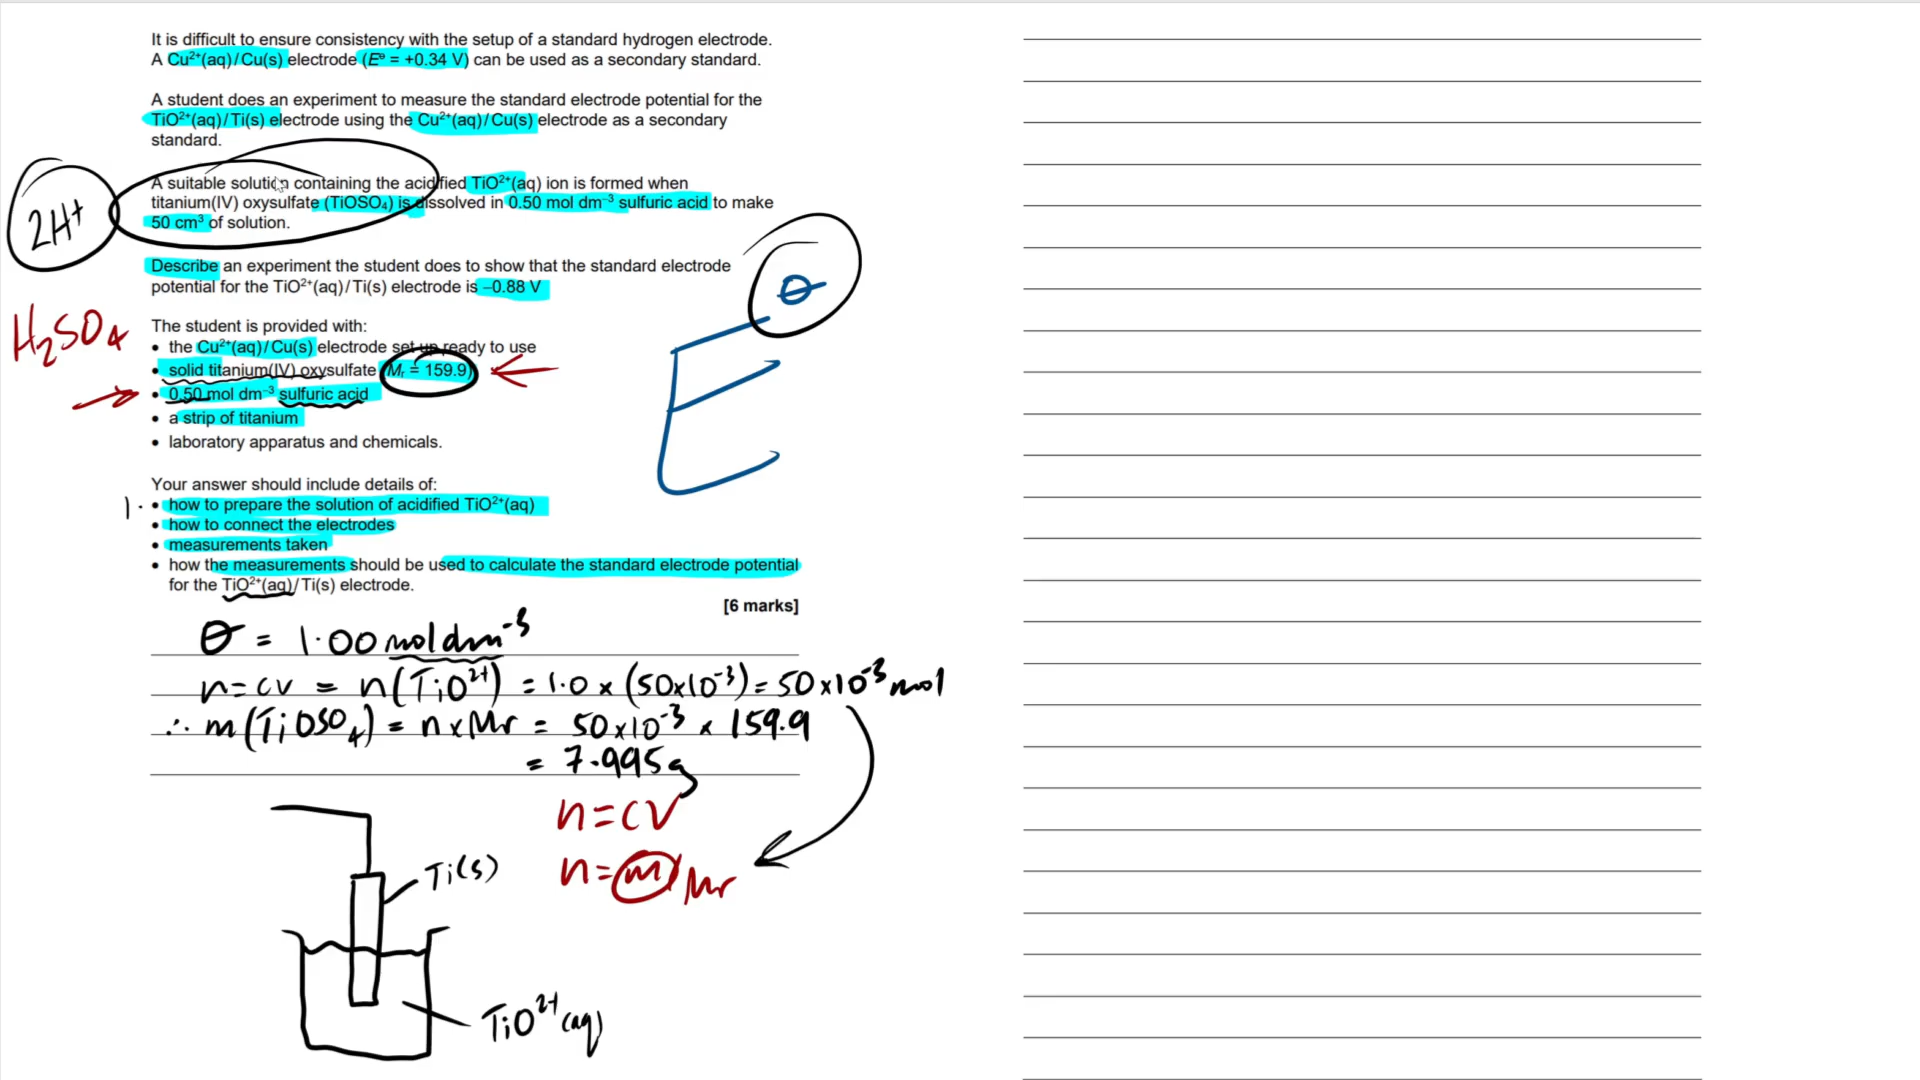 It is difficult to ensure consistency with the setup of a standard hydrogen electrode.
A Cu²⁺(aq)/Cu(s) electrode (E⦵ = +0.34 V) can be used as a secondary standard.
A student does an experiment to measure the standard electrode potential for the
TiO²⁺(aq)/Ti(s) electrode using the Cu²⁺(aq)/Cu(s) electrode as a secondary
standard.
A suitable solution containing the acidified TiO²⁺(aq) ion is formed when
titanium(IV) oxysulfate (TiOSO₄) is dissolved in 0.50 mol dm⁻³ sulfuric acid to make
50 cm³ of solution.
2H⁺
Describe an experiment the student does to show that the standard electrode
potential for the TiO²⁺(aq)/Ti(s) electrode is –0.88 V
E⦵
H₂SO₄
The student is provided with:
• the Cu²⁺(aq)/Cu(s) electrode set up ready to use
• solid titanium(IV) oxysulfate (Mᵣ = 159.9)
• 0.50 mol dm⁻³ sulfuric acid
• a strip of titanium
• laboratory apparatus and chemicals.
Your answer should include details of:
1. • how to prepare the solution of acidified TiO²⁺(aq)
• how to connect the electrodes
• measurements taken
• how the measurements should be used to calculate the standard electrode potential
for the TiO²⁺(aq)/Ti(s) electrode.
[6 marks]
⦵ = 1.00 mol dm⁻³
n=cv = n(TiO²⁺) = 1.0 × (50×10⁻³) = 50×10⁻³ mol
∴ m(TiOSO₄) = n×Mr = 50×10⁻³ × 159.9
= 7.995g
n=cv
n=m/Mr
Ti(s)
TiO²⁺(aq)